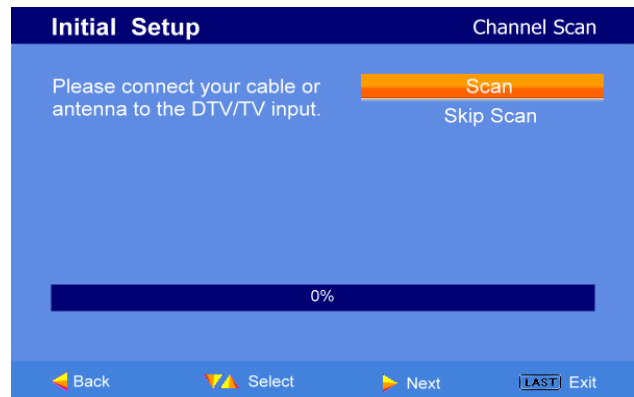 Initial Setup
Channel Scan
Please connect your cable or
antenna to the DTV/TV input.
Scan
Skip Scan
0%
Back Select Next LAST Exit